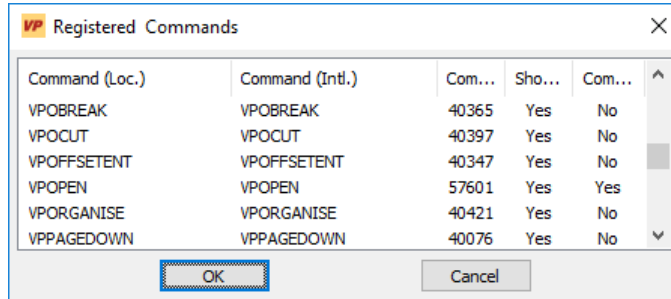 VP Registered Commands
Command (Loc.) Command (Intl.) Com... Sho... Com...
VPOBREAK VPOBREAK 40365 Yes No
VPOCUT VPOCUT 40397 Yes No
VPOFFSETENT VPOFFSETENT 40347 Yes No
VPOPEN VPOPEN 57601 Yes Yes
VPORGANISE VPORGANISE 40421 Yes No
VPPAGEDOWN VPPAGEDOWN 40076 Yes No
OK Cancel